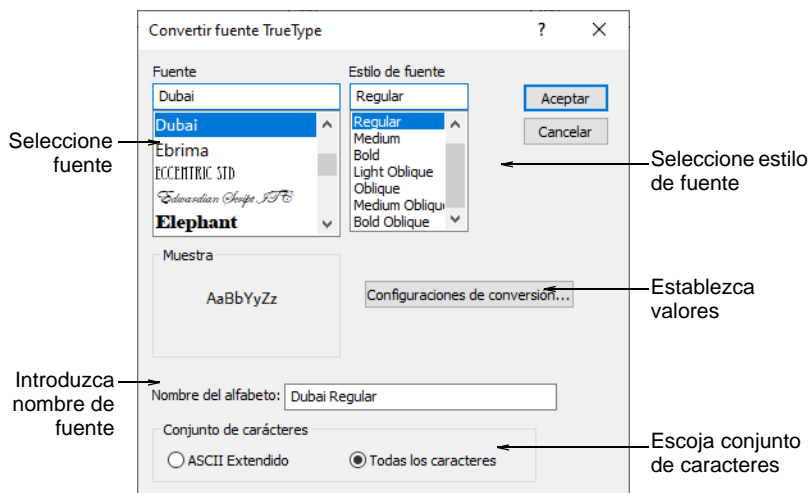 Convertir fuente TrueType
?
Fuente
Estilo de fuente
Dubai
Regular
Aceptar
Cancelar
Dubai
Ebrima
ECCENTRIC STD
Edwardian Script ITC
Elephant
Regular
Medium
Bold
Light Oblique
Oblique
Medium Obliqu
Bold Oblique
Seleccione
fuente
Seleccione estilo
de fuente
Muestra
AaBbYyZz
Configuraciones de conversión...
Establezca
valores
Introduzca
nombre de
fuente
Nombre del alfabeto:
Dubai Regular
Conjunto de carácteres
ASCII Extendido
Todas los caracteres
Escoja conjunto
de caracteres